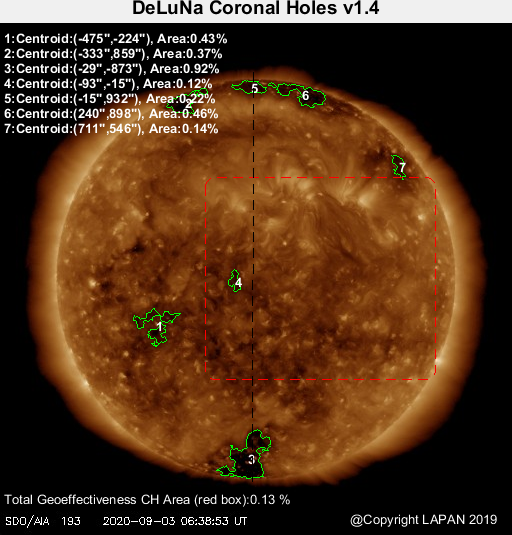 DeLuNa Coronal Holes v1.4
1:Centroid:(-475",-224"), Area:0.43%
2:Centroid:(-333",859"), Area:0.37%
3:Centroid:(-29",-873"), Area:0.92%
4:Centroid:(-93",-15"), Area:0.12%
5:Centroid:(-15",932"), Area:0.22%
6:Centroid:(240",898"), Area:0.46%
7:Centroid:(711",546"), Area:0.14%
5
6
2
7
4
1
3
Total Geoeffectiveness CH Area (red box):0.13 %
SDO/AIA 193 2020-09-03 06:38:53 UT
@Copyright LAPAN 2019